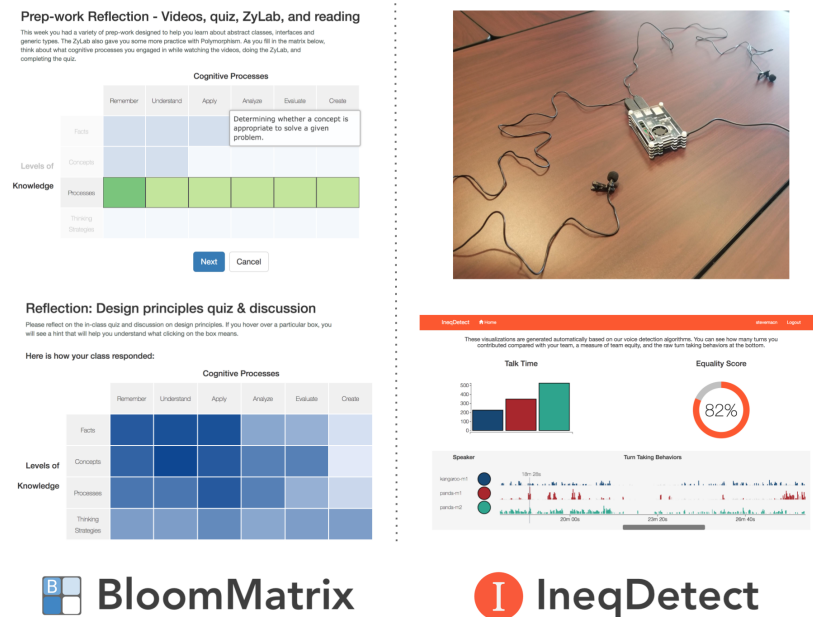 Prep-work Reflection - Videos, quiz, ZyLab, and reading
This week you had a variety of prep-work designed to help you learn about abstract classes, interfaces and
generic types. The ZyLab also gave you some more practice with Polymorphism. As you fill in the matrix below,
think about what cognitive processes you engaged in while watching the videos, doing the ZyLab, and
completing the quiz.
Cognitive Processes
Remember Understand Apply Analyze Evaluate Create
Determining whether a concept is
appropriate to solve a given
problem.
Facts
Concepts
Levels of
Knowledge
Processes
Thinking
Strategies
Next Cancel
Reflection: Design principles quiz & discussion
Please reflect on the in-class quiz and discussion on design principles. If you hover over a particular box, you
will see a hint that will help you understand what clicking on the box means.
Here is how your class responded:
Cognitive Processes
Remember Understand Apply Analyze Evaluate Create
Facts
Concepts
Levels of
Knowledge
Processes
Thinking
Strategies
B BloomMatrix
IneqDetect Home stevemacn Logout
These visualizations are generated automatically based on our voice detection algorithms. You can see how many turns you
contributed compared with your team, a measure of team equity, and the raw turn taking behaviors at the bottom.
Talk Time
500
400
300
200
100
0
Equality Score
82%
Speaker Turn Taking Behaviors
18m 28s
kangaroo-m1
panda-m1
panda-m2
20m 00s 23m 20s 26m 40s
I IneqDetect